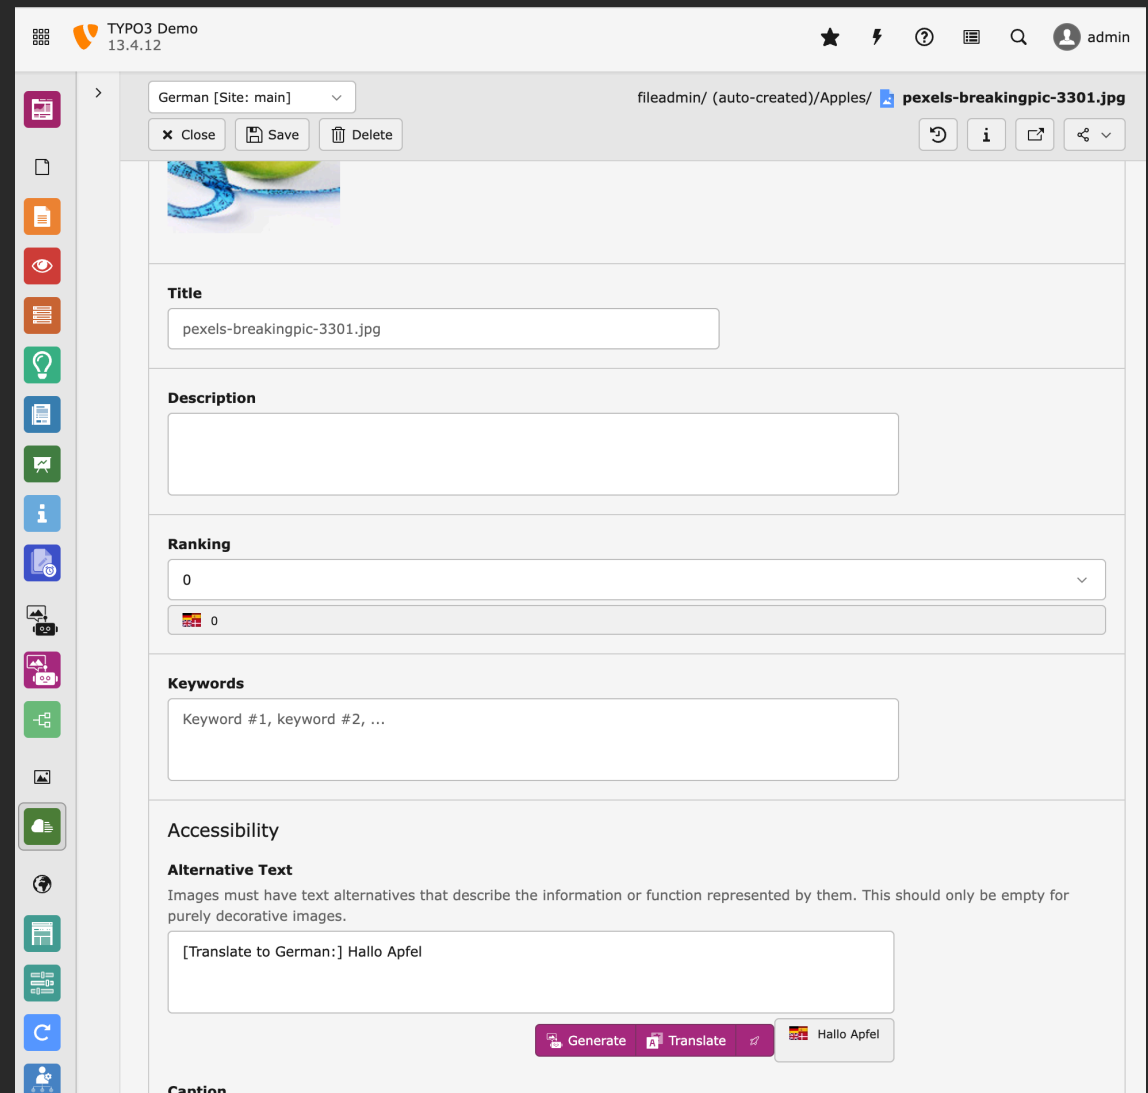 TYPO3 Demo
13.4.12
admin
German [Site: main]
fileadmin/ (auto-created)/Apples/ pexels-breakingpic-3301.jpg
Close
Save
Delete
Title
pexels-breakingpic-3301.jpg
Description
Ranking
0
0
Keywords
Keyword #1, keyword #2, ...
Accessibility
Alternative Text
Images must have text alternatives that describe the information or function represented by them. This should only be empty for
purely decorative images.
[Translate to German:] Hallo Apfel
Generate
Translate
Hallo Apfel
Caption